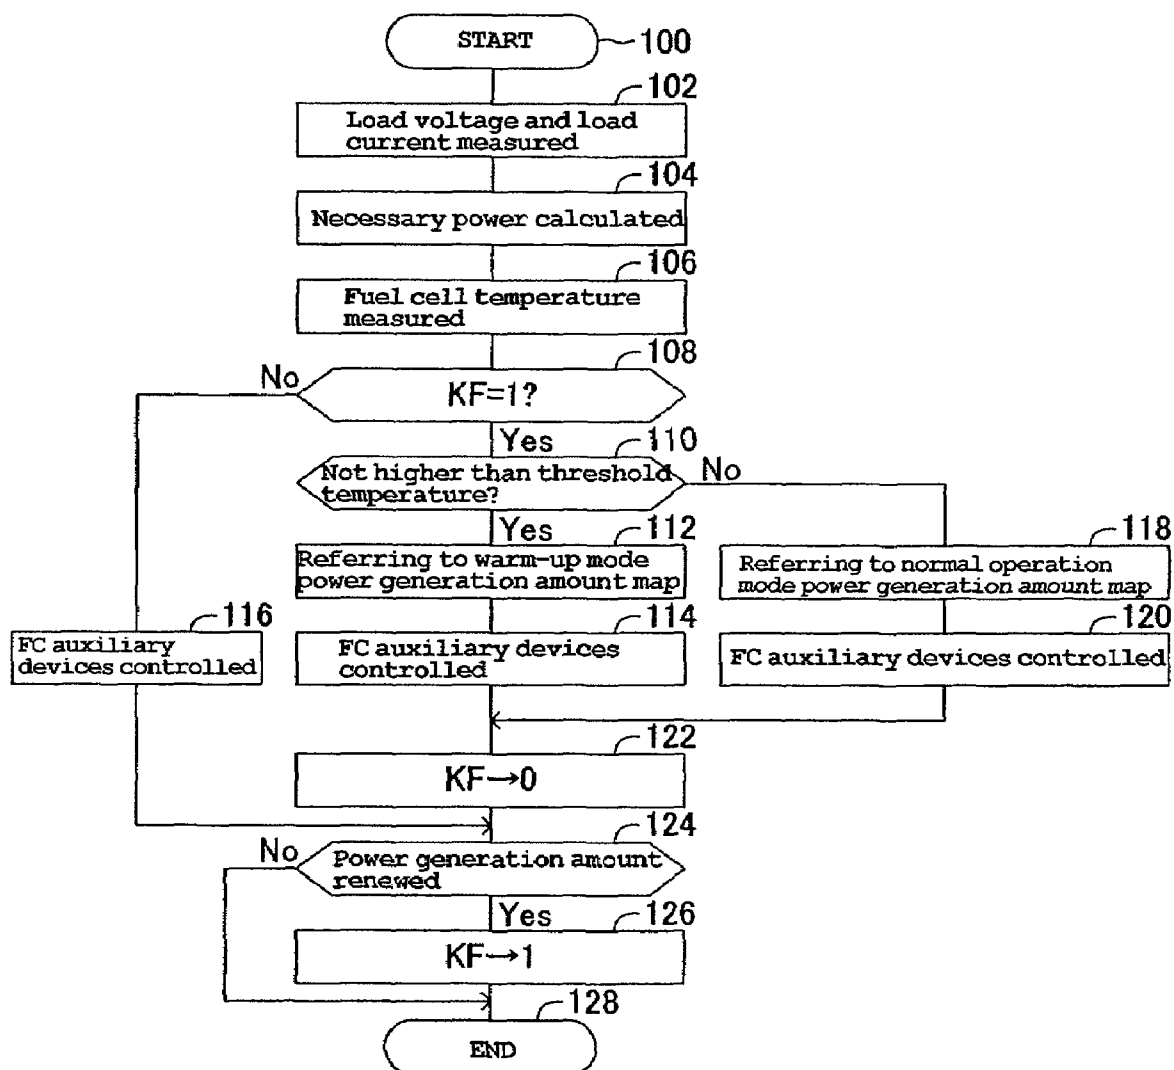 START
100
102
Load voltage and load
current measured
104
Necessary power calculated
106
Fuel cell temperature
measured
108
No
KF=1?
Yes
110
Not higher than threshold
temperature?
No
Yes
112
Referring to warm-up mode
power generation amount map
118
Referring to normal operation
mode power generation amount map
116
FC auxiliary
devices controlled
114
FC auxiliary devices
controlled
120
FC auxiliary devices controlled
122
KF→0
124
No
Power generation amount
renewed
Yes
126
KF→1
128
END